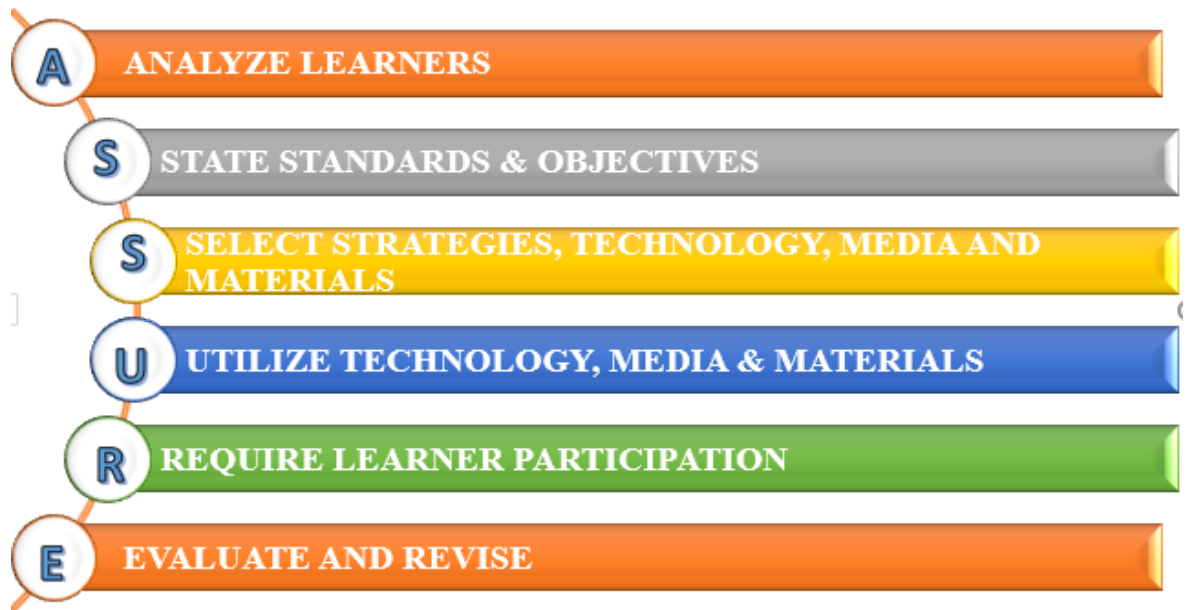 A ANALYZE LEARNERS
S STATE STANDARDS & OBJECTIVES
S SELECT STRATEGIES, TECHNOLOGY, MEDIA AND
MATERIALS
U UTILIZE TECHNOLOGY, MEDIA & MATERIALS
R REQUIRE LEARNER PARTICIPATION
E EVALUATE AND REVISE